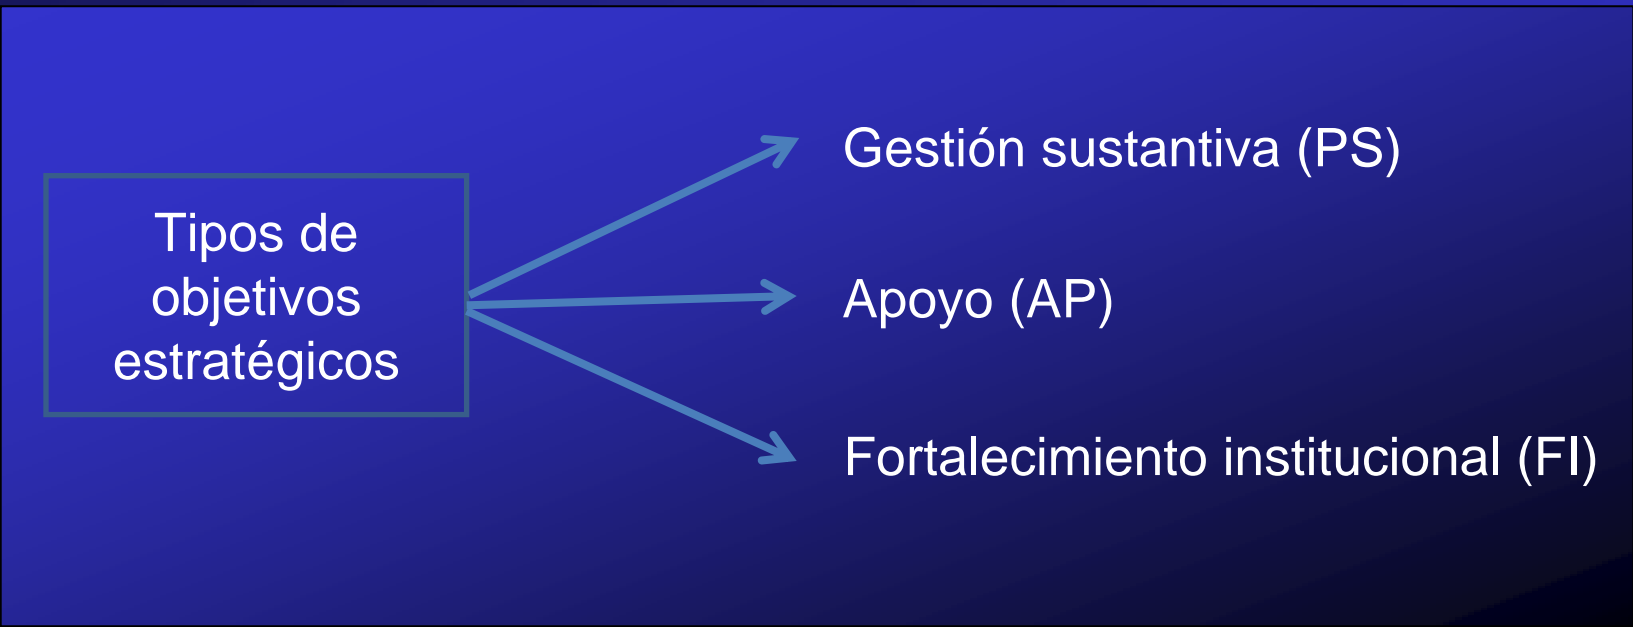 Tipos de
objetivos
estratégicos
Gestión sustantiva (PS)
Apoyo (AP)
Fortalecimiento institucional (FI)